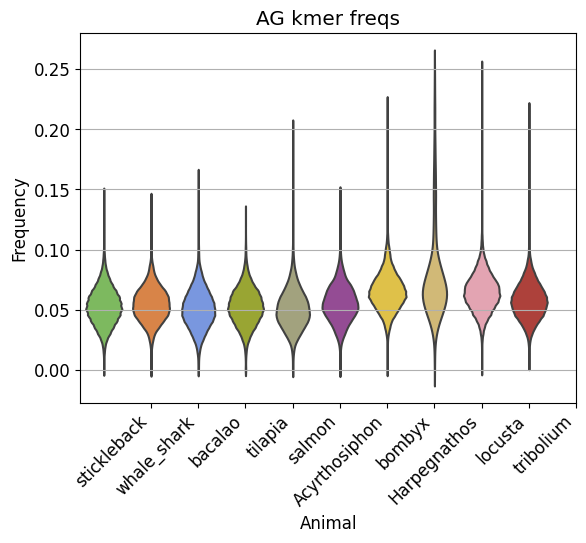 AG kmer freqs
0.25
0.20
0.15
0.10
0.05
0.00
Frequency
stickleback
whale_shark
bacalao
tilapia
salmon
Acyrthosiphon
bombyx
Harpegnathos
locusta
tribolium
Animal